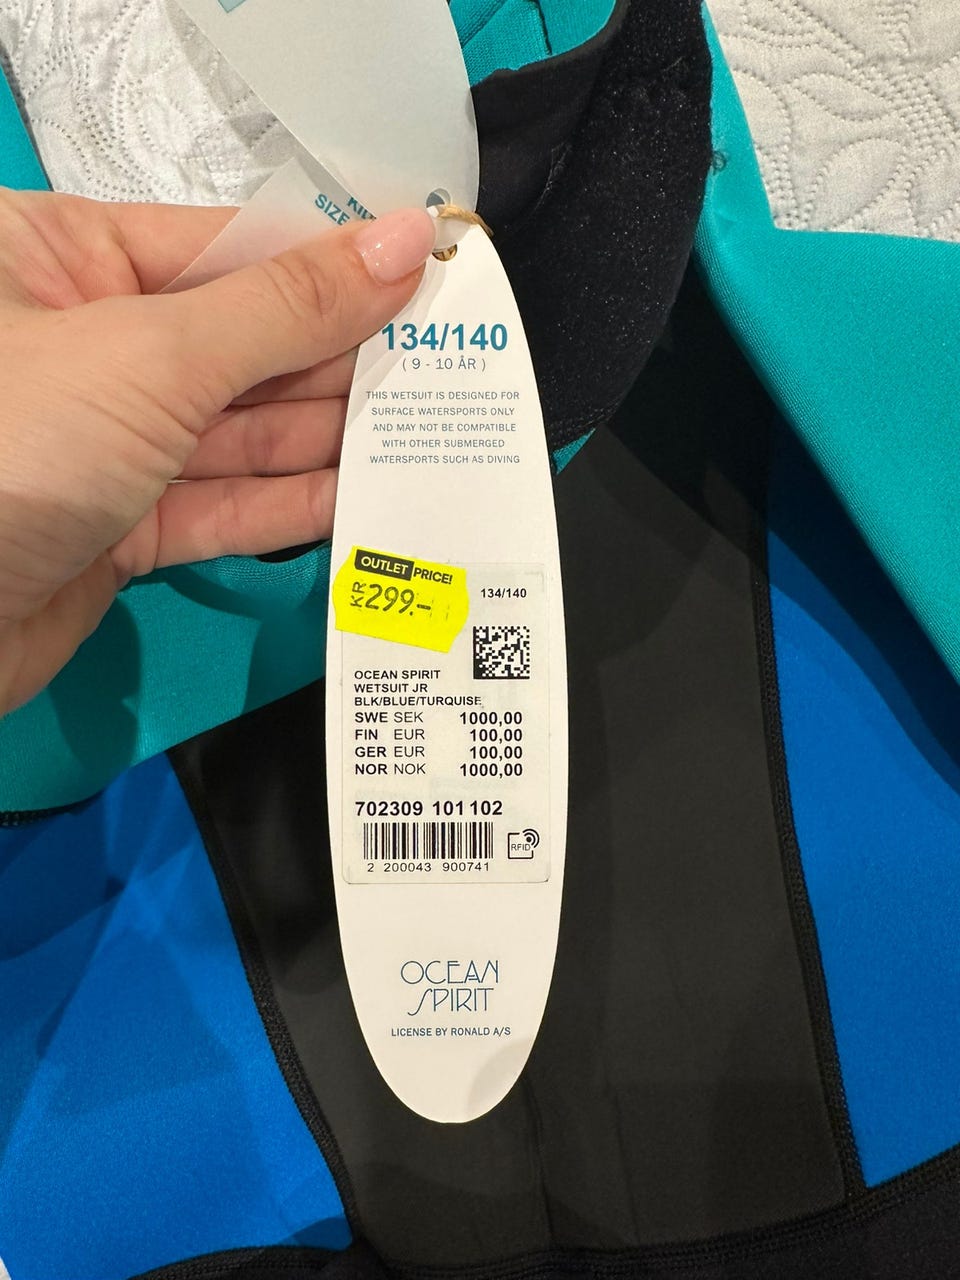 SIZE
134/140
( 9 - 10 ÅR )
THIS WETSUIT IS DESIGNED FOR
SURFACE WATERSPORTS ONLY
AND MAY NOT BE COMPATIBLE
WITH OTHER SUBMERGED
WATERSPORTS SUCH AS DIVING
OUTLET PRICE!
KR 299.-
134/140
OCEAN SPIRIT
WETSUIT JR
BLK/BLUE/TURQUISE
SWE SEK 1000,00
FIN EUR 100,00
GER EUR 100,00
NOR NOK 1000,00
702309 101 102
RFID
2 200043 900741
OCEAN
SPIRIT
LICENSE BY RONALD A/S